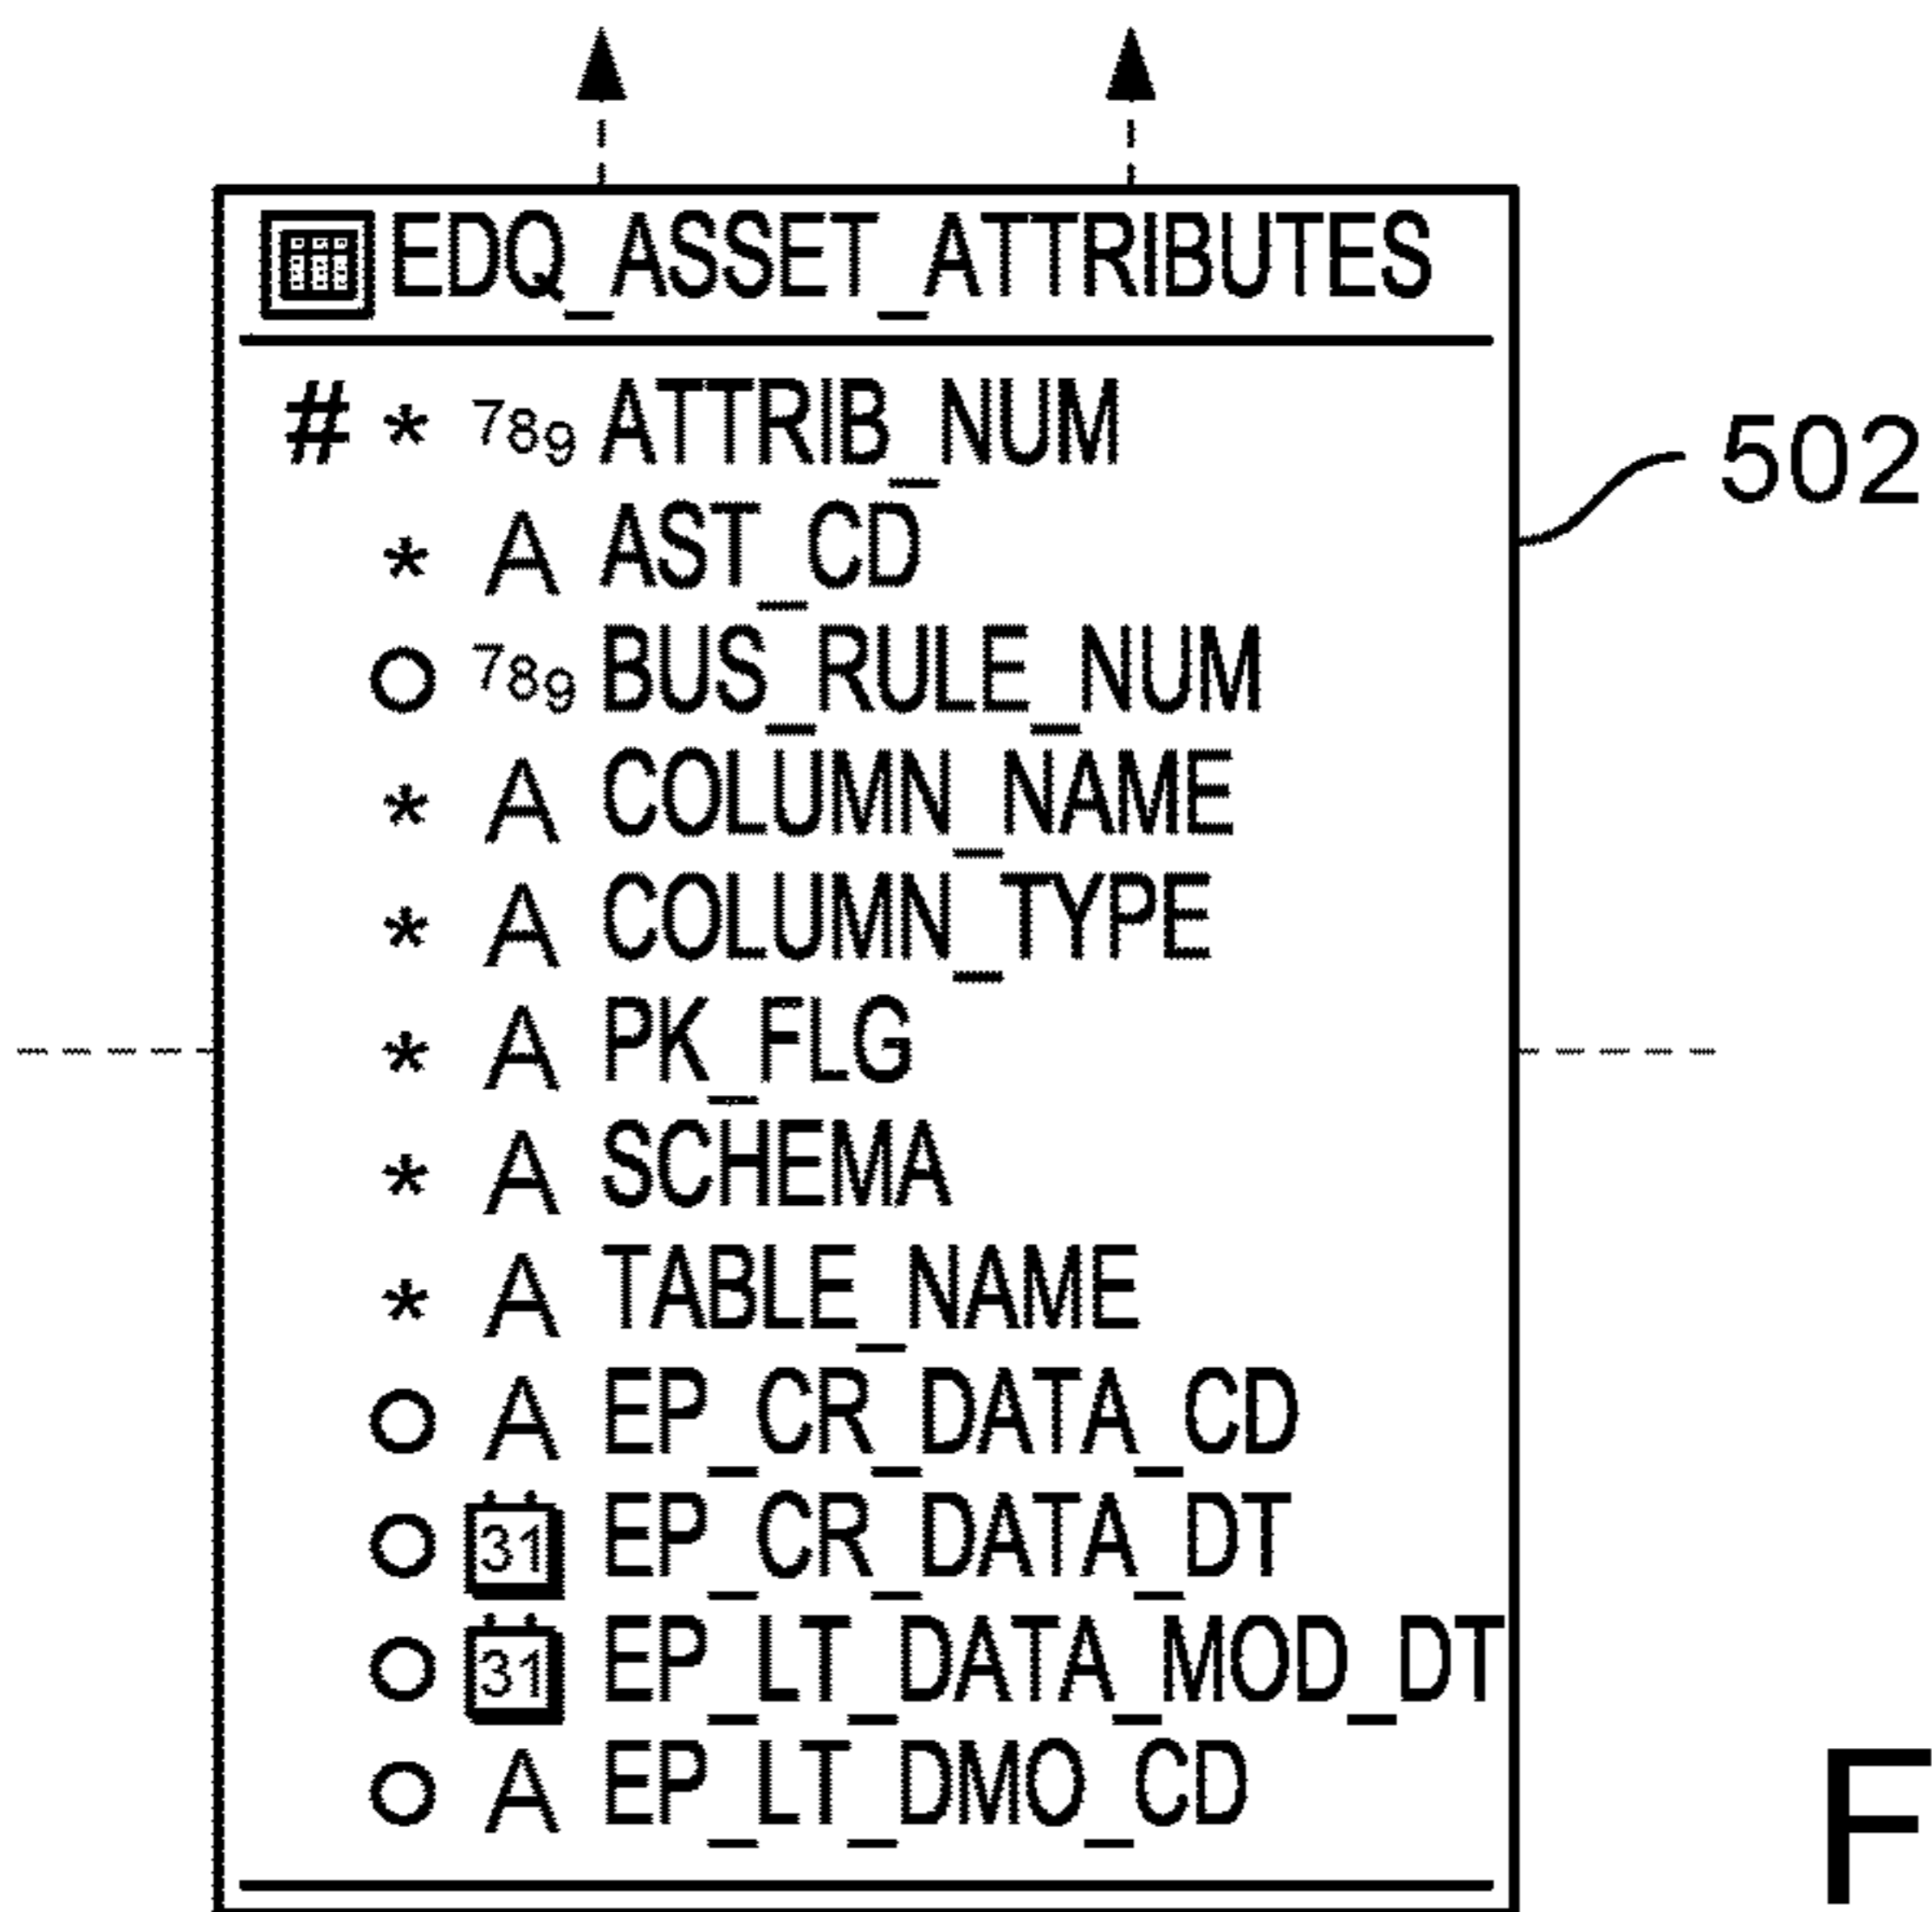 EDQ_ASSET_ATTRIBUTES
# * 789 ATTRIB_NUM
502
* A AST_CD
O 789 BUS_RULE_NUM
* A COLUMN_NAME
* A COLUMN_TYPE
* A PK_FLG
* A SCHEMA
* A TABLE_NAME
O A EP_CR_DATA_CD
O 31 EP_CR_DATA_DT
O 31 EP_LT_DATA_MOD_DT
O A EP_LT_DMO_CD
F